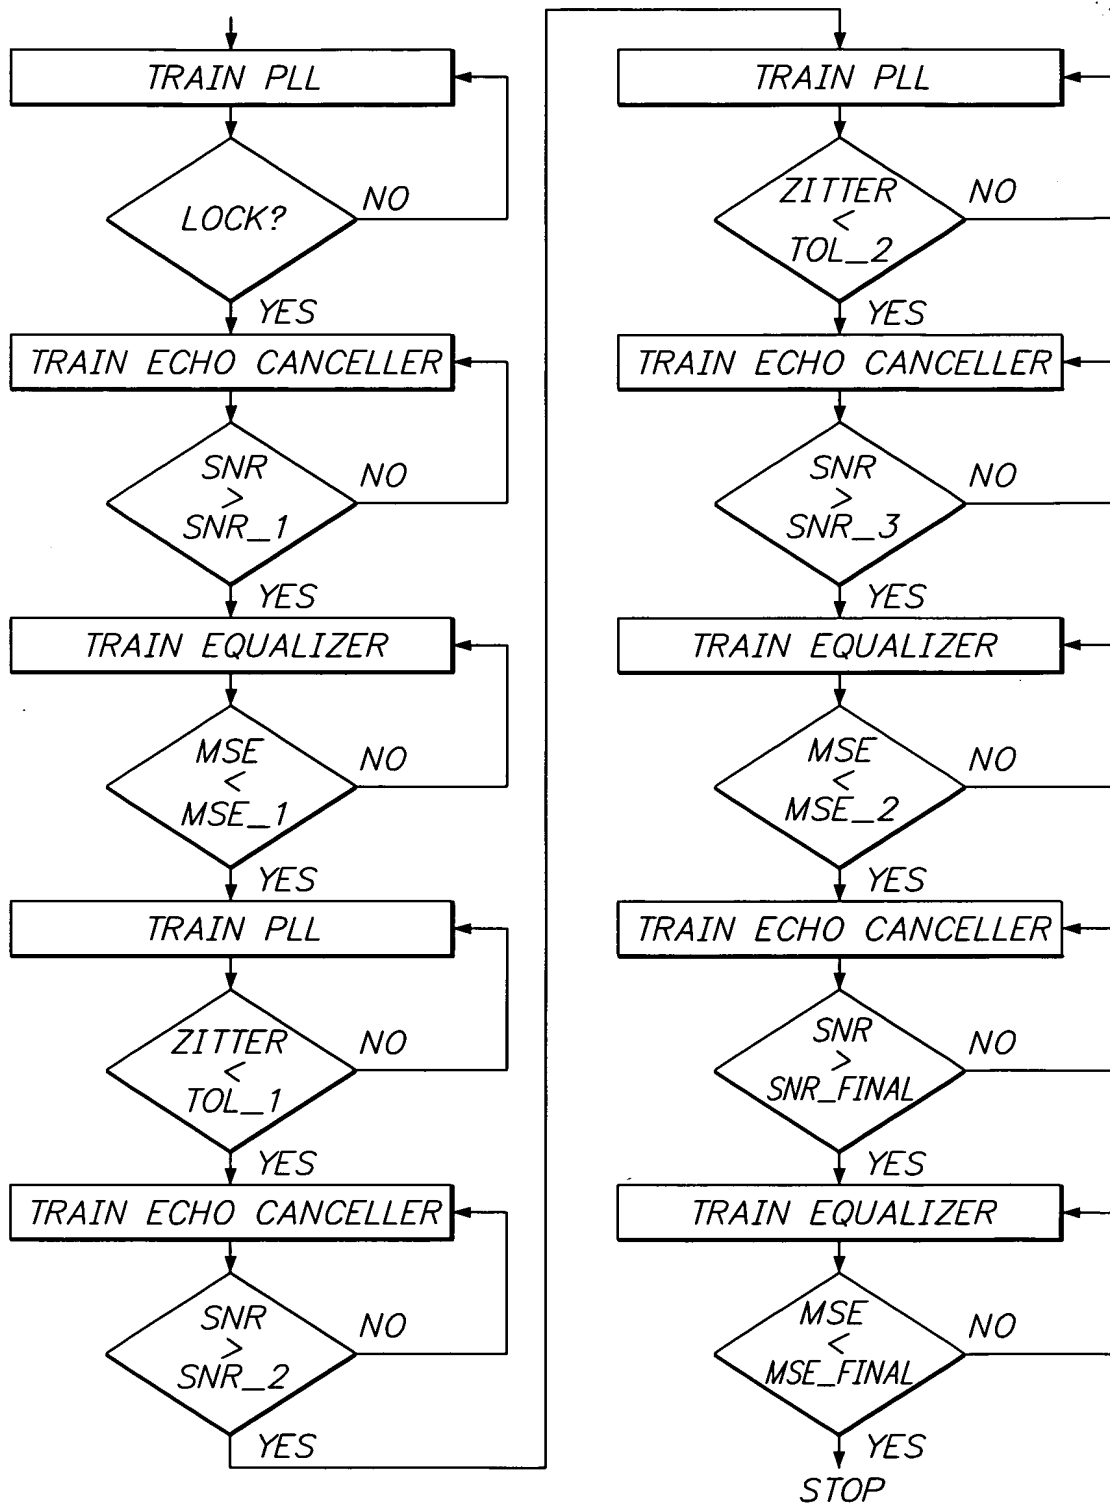 TRAIN PLL
LOCK?
NO
YES
TRAIN ECHO CANCELLER
SNR
>
SNR_1
NO
YES
TRAIN EQUALIZER
MSE
<
MSE_1
NO
YES
TRAIN PLL
ZITTER
<
TOL_1
NO
YES
TRAIN ECHO CANCELLER
SNR
>
SNR_2
NO
YES
TRAIN PLL
ZITTER
<
TOL_2
NO
YES
TRAIN ECHO CANCELLER
SNR
>
SNR_3
NO
YES
TRAIN EQUALIZER
MSE
<
MSE_2
NO
YES
TRAIN ECHO CANCELLER
SNR
>
SNR_FINAL
NO
YES
TRAIN EQUALIZER
MSE
<
MSE_FINAL
NO
YES
STOP